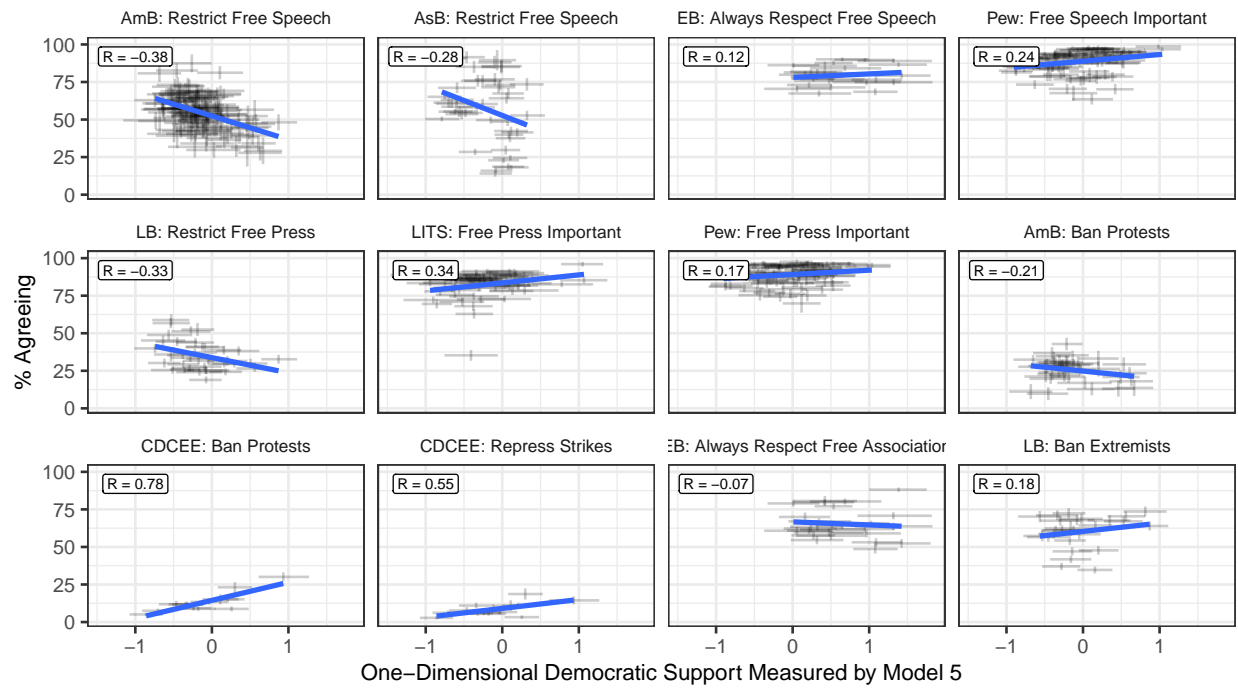 AmB: Restrict Free Speech
AsB: Restrict Free Speech
EB: Always Respect Free Speech
Pew: Free Speech Important
R = −0.38
R = −0.28
R = 0.12
R = 0.24
100
75
50
25
0
LB: Restrict Free Press
LITS: Free Press Important
Pew: Free Press Important
AmB: Ban Protests
R = −0.33
R = 0.34
R = 0.17
R = −0.21
100
75
50
25
0
% Agreeing
CDCEE: Ban Protests
CDCEE: Repress Strikes
EB: Always Respect Free Association
LB: Ban Extremists
R = 0.78
R = 0.55
R = −0.07
R = 0.18
100
75
50
25
0
−1 0 1
−1 0 1
−1 0 1
−1 0 1
One−Dimensional Democratic Support Measured by Model 5